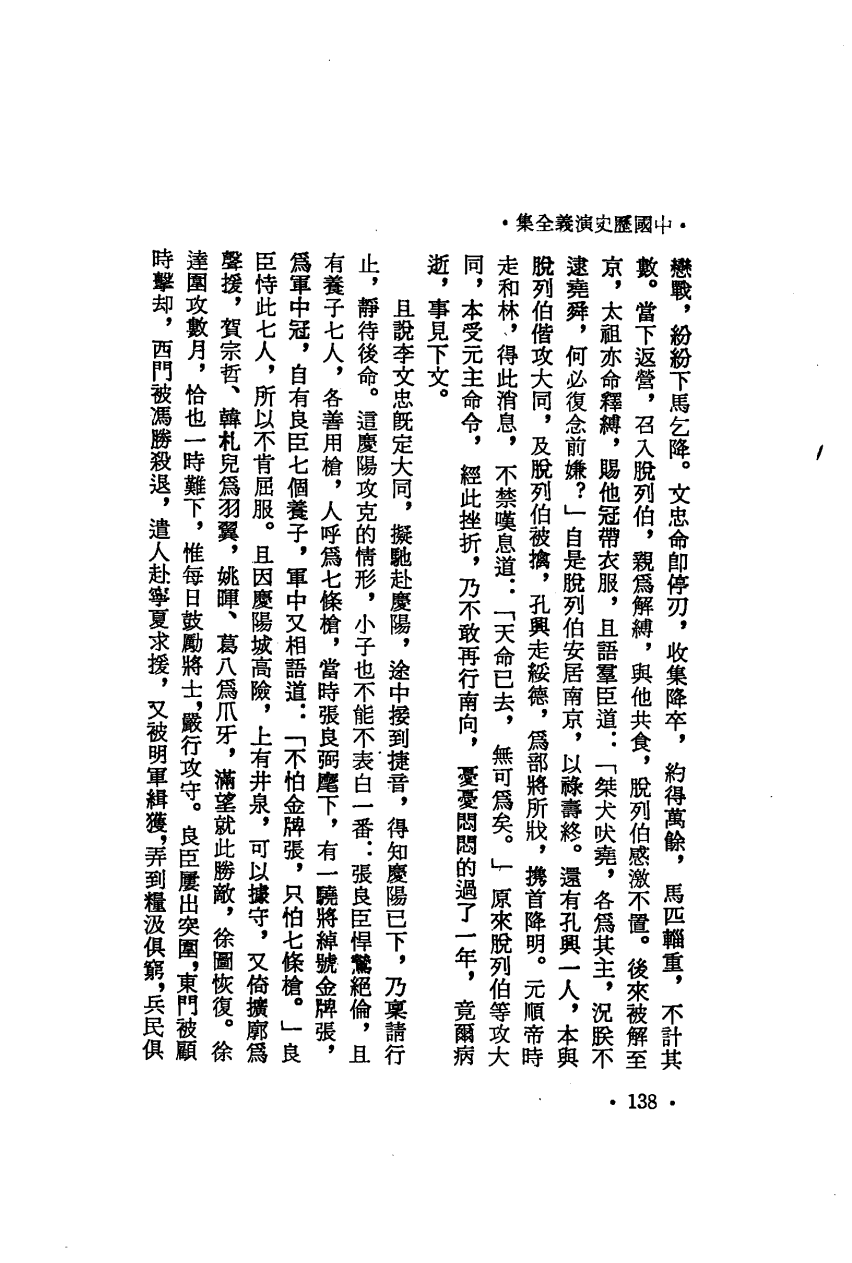 ・中國歷史演義全集・
戀戰，紛紛下馬乞降。文忠命即停刃，收集降卒，約得萬餘，馬匹輜重，不計其
數。當下返營，召入脫列伯，親爲解縛，與他共食，脫列伯感激不置。後來被解至
京，太祖亦命釋縛，賜他冠帶衣服，且語羣臣道：「桀犬吠堯，各爲其主，況朕不
逮堯舜，何必復念前嫌？」自是脫列伯安居南京，以祿壽終。還有孔興一人，本與
脫列伯偕攻大同，及脫列伯被擒，孔興走綏德，爲部將所戕，携首降明。元順帝時
走和林，得此消息，不禁嘆息道：「天命已去，無可爲矣。」原來脫列伯等攻大
同，本受元主命令，經此挫折，乃不敢再行南向，憂憂悶悶的過了一年，竟爾病
逝，事見下文。
且說李文忠既定大同，擬馳赴慶陽，途中接到捷音，得知慶陽已下，乃稟請行
止，靜待後命。這慶陽攻克的情形，小子也不能不表白一番：張良臣悍鷙絕倫，且
有養子七人，各善用槍，人呼爲七條槍，當時張良弼麾下，有一驍將綽號金牌張，
爲軍中冠，自有良臣七個養子，軍中又相語道：「不怕金牌張，只怕七條槍。」良
臣恃此七人，所以不肯屈服。且因慶陽城高險，上有井泉，可以據守，又倚擴廓爲
聲援，賀宗哲、韓札兒爲羽翼，姚暉、葛八爲爪牙，滿望就此勝敵，徐圖恢復。徐
達圍攻數月，恰也一時難下，惟每日鼓勵將士，嚴行攻守。良臣屢出突圍，東門被顧
時擊却，西門被馮勝殺退，遣人赴寧夏求援，又被明軍緝獲，弄到糧汲俱窮，兵民俱
・138・